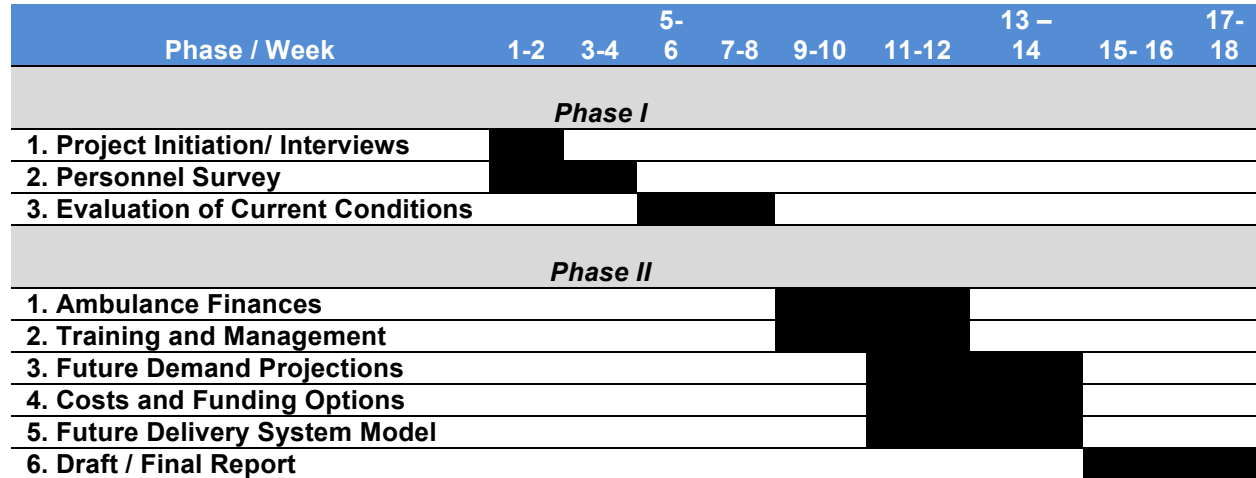 Phase / Week 1-2 3-4 5-6 7-8 9-10 11-12 13 – 14 15- 16 17-18
Phase I
1. Project Initiation/ Interviews
2. Personnel Survey
3. Evaluation of Current Conditions
Phase II
1. Ambulance Finances
2. Training and Management
3. Future Demand Projections
4. Costs and Funding Options
5. Future Delivery System Model
6. Draft / Final Report